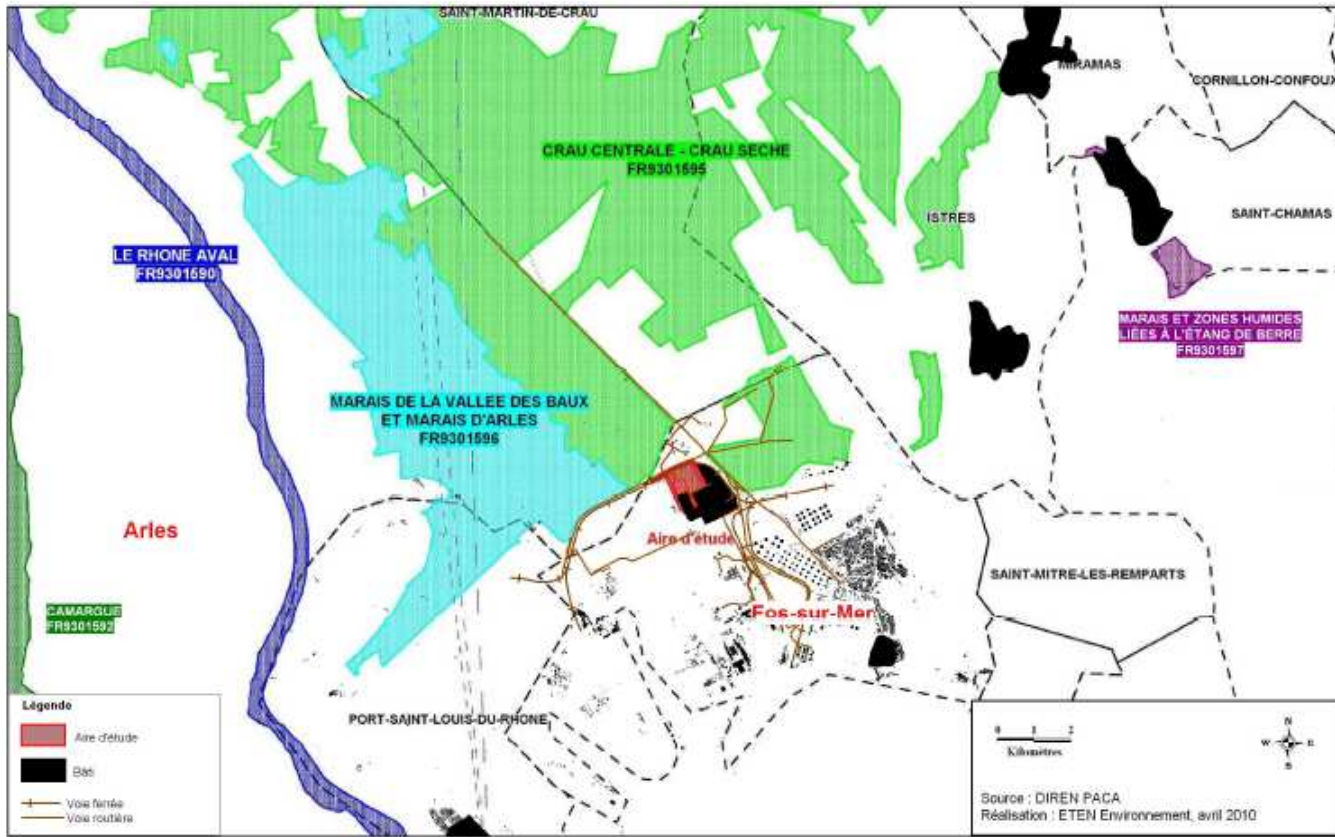 SAINT-MARTIN-DE-CRAU
MIRAMAS
CORNILLON-CONFOUX
CRAU CENTRALE - CRAU SECHE
FR9301595
ISTRES
SAINT-CHAMAS
LE RHONE AVAL
FR9301590
MARAIS ET ZONES HUMIDES
LIÉES À L'ÉTANG DE BERRE
FR9301597
MARAIS DE LA VALLEE DES BAUX
ET MARAIS D'ARLES
FR9301596
Arles
Aire d'étude
SAINT-MITRE-LES-REMPARTS
CAMARGUE
FR9301592
Fos-sur-Mer
PORT-SAINT-LOUIS-DU-RHONE
Légende
Aire d'étude
Bâti
Voie ferrée
Voie routière
0 1 2
Kilomètres
N
W E
S
Source : DIREN PACA
Réalisation : ETEN Environnement, avril 2010